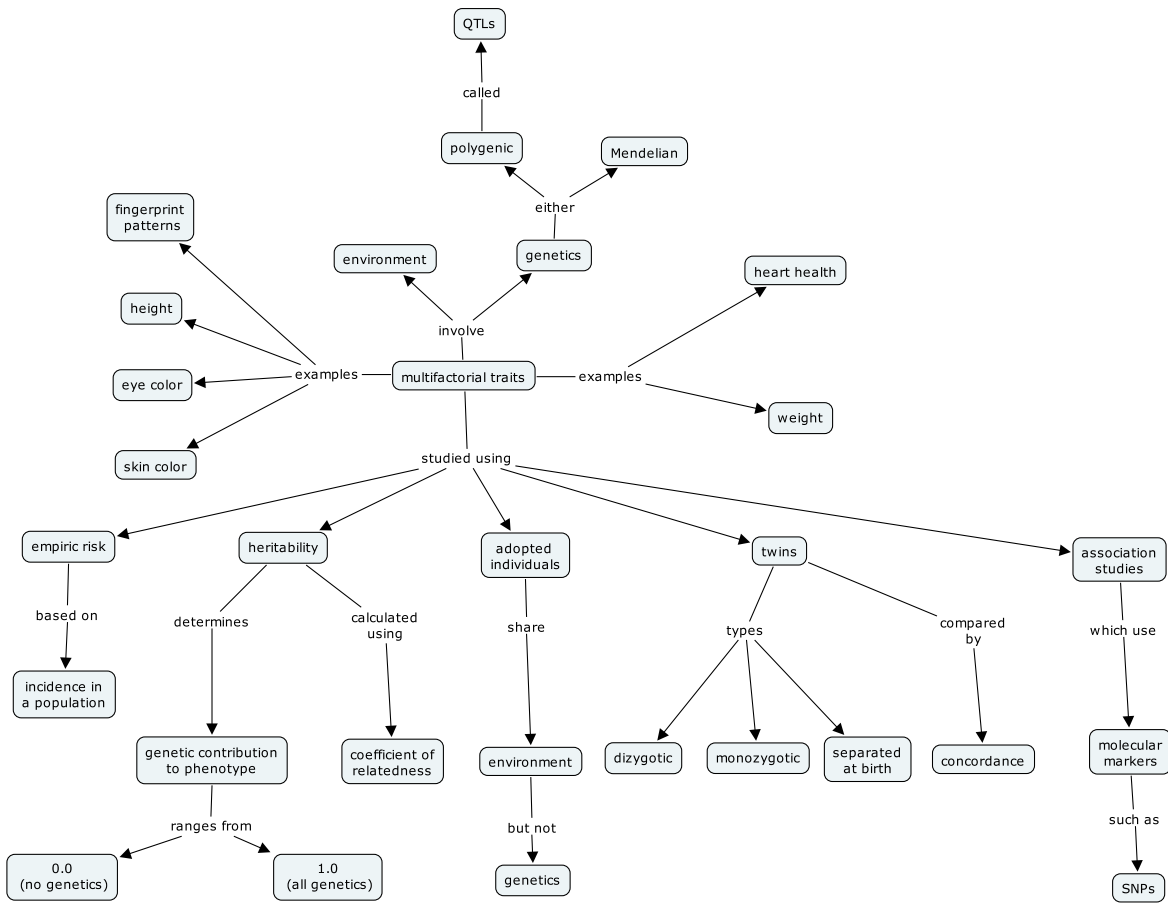 QTLs
called
polygenic
Mendelian
either
fingerprint
patterns
environment
genetics
heart health
height
involve
examples
multifactorial traits
examples
eye color
weight
skin color
studied using
empiric risk
heritability
adopted
individuals
twins
association
studies
based on
determines
calculated
using
share
types
compared
by
which use
incidence in
a population
genetic contribution
to phenotype
coefficient of
relatedness
environment
dizygotic
monozygotic
separated
at birth
concordance
molecular
markers
ranges from
but not
such as
0.0
(no genetics)
1.0
(all genetics)
genetics
SNPs